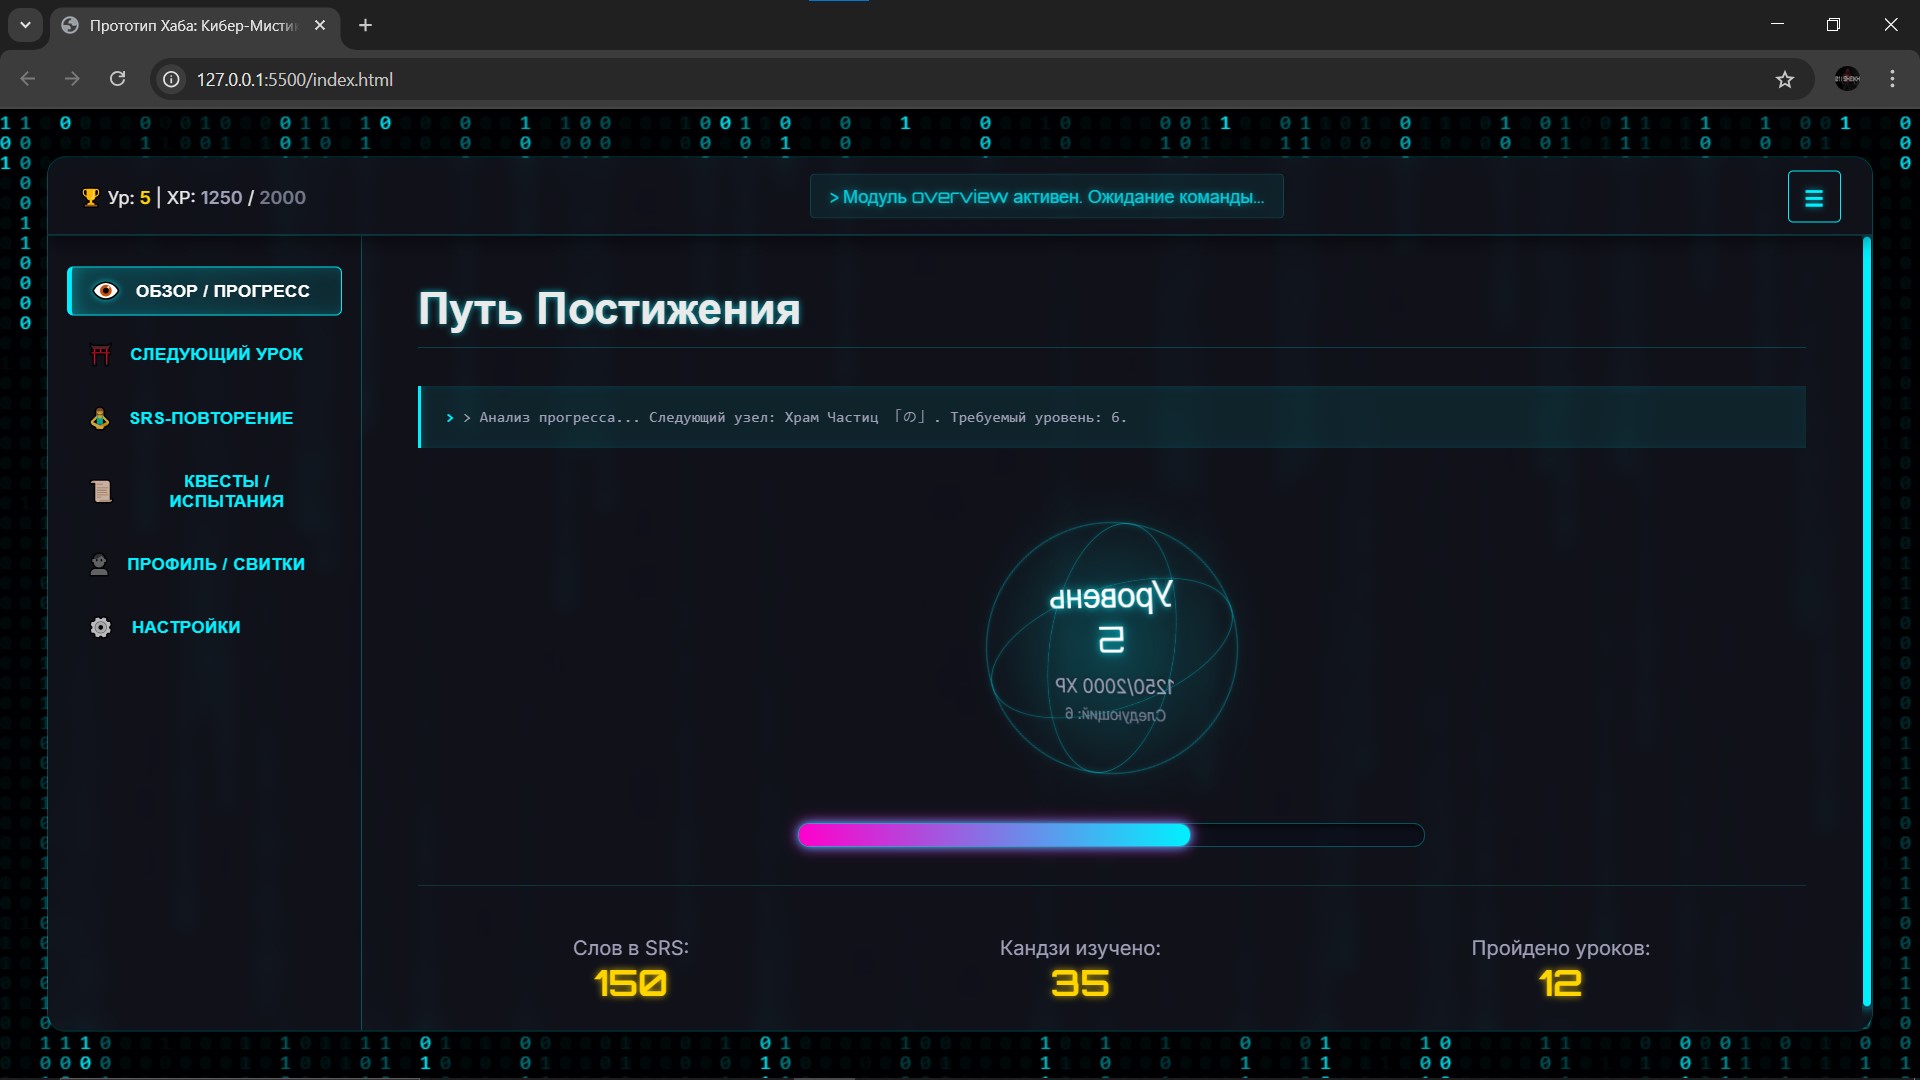 Прототип Хаба: Кибер-Мисти
127.0.0.1:5500/index.html
Ур: 5 | XP: 1250 / 2000
> Модуль overview активен. Ожидание команды...
ОБЗОР / ПРОГРЕСС
СЛЕДУЮЩИЙ УРОК
SRS-ПОВТОРЕНИЕ
КВЕСТЫ /
ИСПЫТАНИЯ
ПРОФИЛЬ / СВИТКИ
НАСТРОЙКИ
Путь Постижения
> > Анализ прогресса... Следующий узел: Храм Частиц 「の」. Требуемый уровень: 6.
Уровень
5
1250/2000 XP
Следующий: 6
Слов в SRS:
150
Кандзи изучено:
35
Пройдено уроков:
12